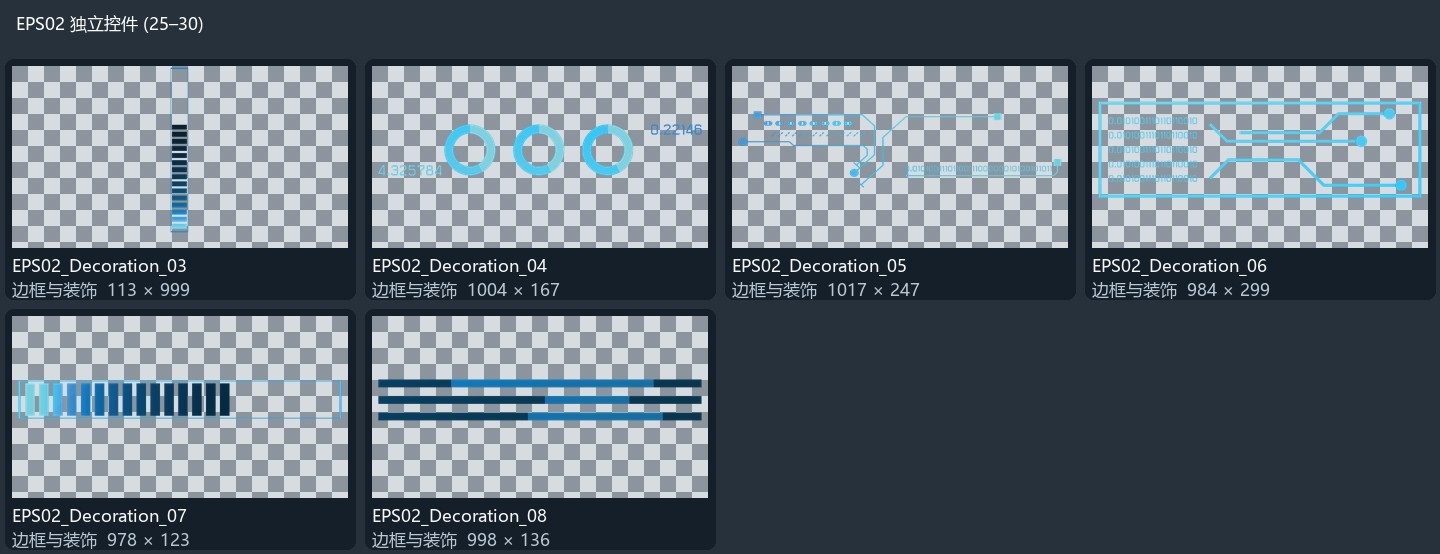 EPS02 独立控件 (25–30)
0.22146
4.325784
EPS02_Decoration_03
边框与装饰 113 × 999
EPS02_Decoration_04
边框与装饰 1004 × 167
EPS02_Decoration_05
边框与装饰 1017 × 247
EPS02_Decoration_06
边框与装饰 984 × 299
EPS02_Decoration_07
边框与装饰 978 × 123
EPS02_Decoration_08
边框与装饰 998 × 136